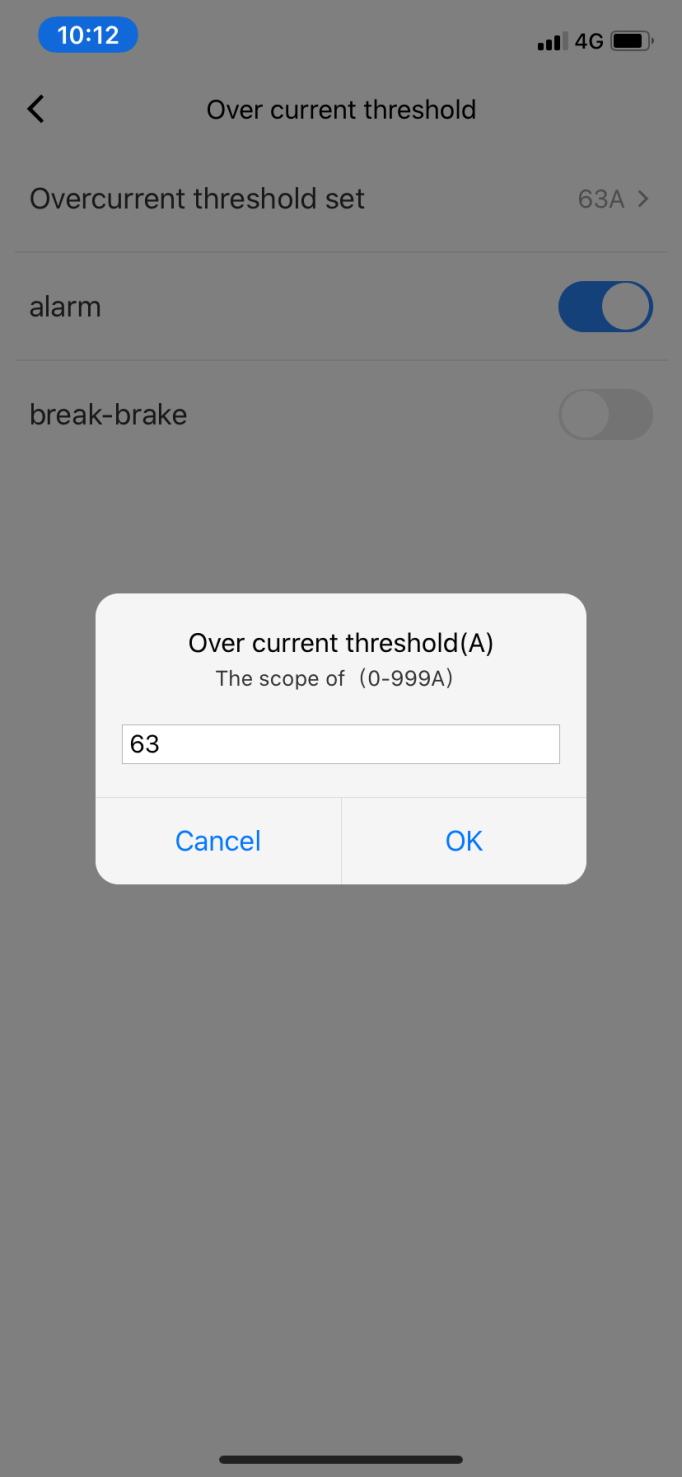 10:12
4G
Over current threshold
Overcurrent threshold set 63A
alarm
break-brake
Over current threshold(A)
The scope of（0-999A）
63
Cancel OK